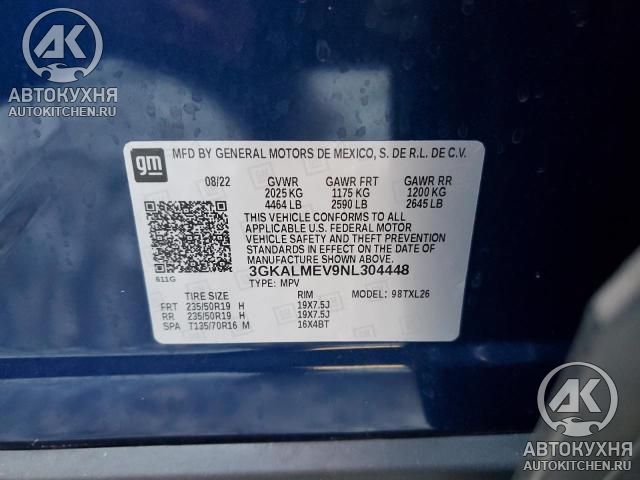 AK
АВТОКУХНЯ
AUTOKITCHEN.RU
gm
MFD BY GENERAL MOTORS DE MEXICO, S. DE R.L. DE C.V.
08/22 GVWR GAWR FRT GAWR RR
2025 KG 1175 KG 1200 KG
4464 LB 2590 LB 2645 LB
THIS VEHICLE CONFORMS TO ALL
APPLICABLE U.S. FEDERAL MOTOR
VEHICLE SAFETY AND THEFT PREVENTION
STANDARDS IN EFFECT ON THE DATE OF
MANUFACTURE SHOWN ABOVE.
3GKALMEV9NL304448
611G
TYPE: MPV
TIRE SIZE RIM MODEL: 98TXL26
FRT 235/50R19 H 19X7.5J
RR 235/50R19 H 19X7.5J
SPA T135/70R16 M 16X4BT
AK
АВТОКУХНЯ
AUTOKITCHEN.RU